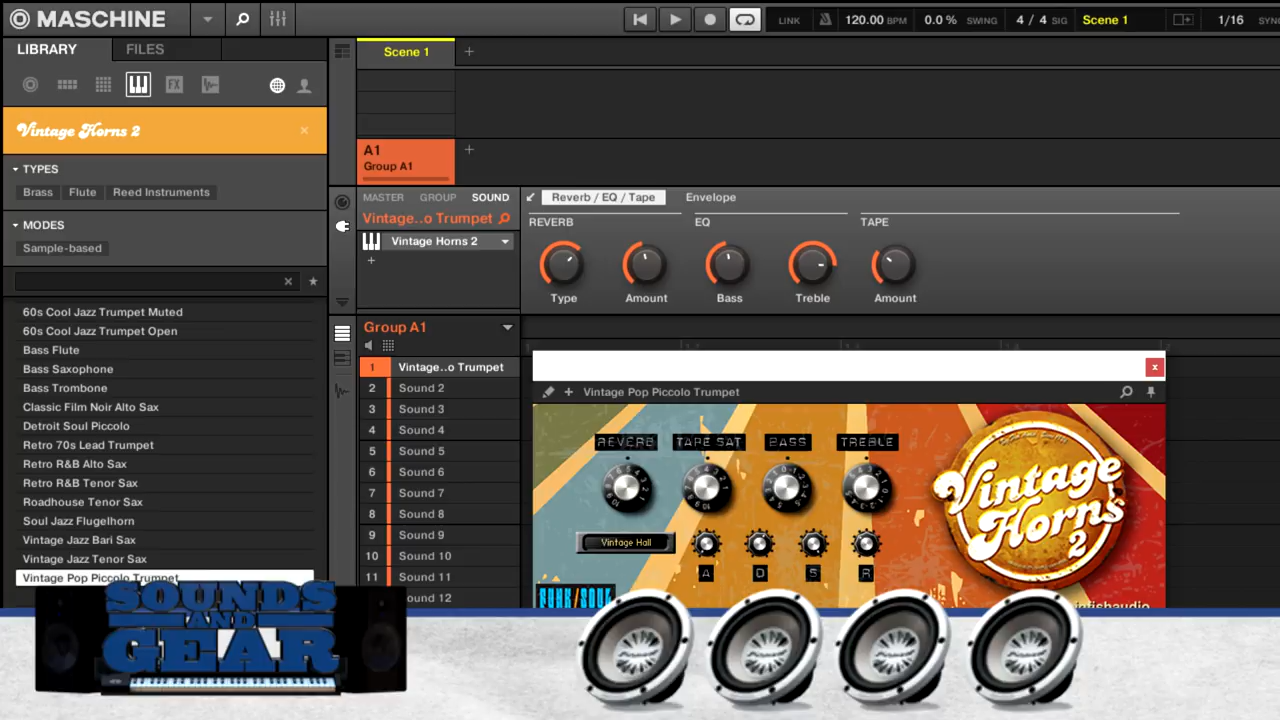 MASCHINE
LINK
120.00 BPM
0.0 % SWING
4 / 4 SIG
Scene 1
1/16
LIBRARY
FILES
FX
Vintage Horns 2
TYPES
Brass
Flute
Reed Instruments
MODES
Sample-based
60s Cool Jazz Trumpet Muted
60s Cool Jazz Trumpet Open
Bass Flute
Bass Saxophone
Bass Trombone
Classic Film Noir Alto Sax
Detroit Soul Piccolo
Retro 70s Lead Trumpet
Retro R&B Alto Sax
Retro R&B Tenor Sax
Roadhouse Tenor Sax
Soul Jazz Flugelhorn
Vintage Jazz Bari Sax
Vintage Jazz Tenor Sax
Vintage Pop Piccolo Trumpet
Scene 1
A1
Group A1
MASTER
GROUP
SOUND
Vintage..o Trumpet
Vintage Horns 2
Reverb / EQ / Tape
Envelope
REVERB
EQ
TAPE
Type
Amount
Bass
Treble
Amount
Group A1
1 Vintage..o Trumpet
2 Sound 2
3 Sound 3
4 Sound 4
5 Sound 5
6 Sound 6
7 Sound 7
8 Sound 8
9 Sound 9
10 Sound 10
11 Sound 11
Sound 12
Vintage Pop Piccolo Trumpet
REVERB
TAPE SAT
BASS
TREBLE
Vintage Hall
A
D
S
R
Vintage
Horns
2
FUNK/SOUL
SOUNDS
AND
GEAR